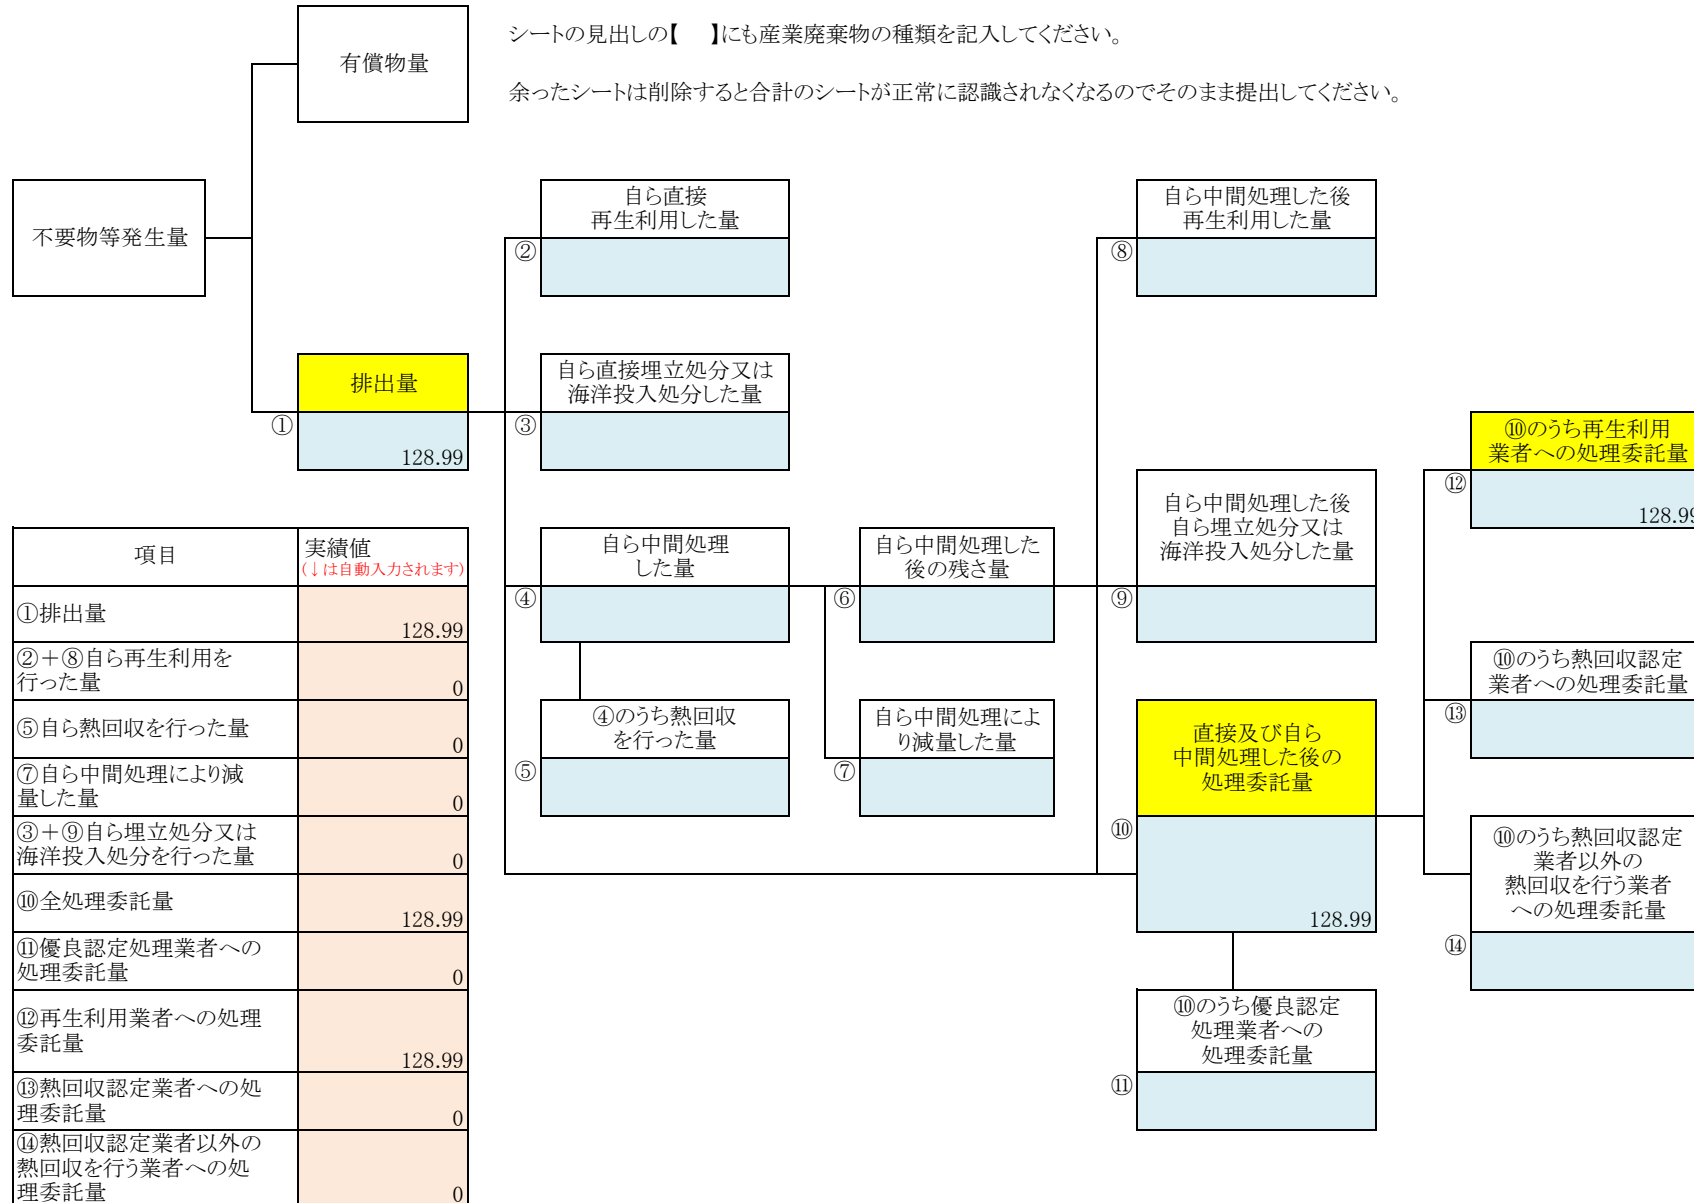 有償物量
シートの見出しの【　】にも産業廃棄物の種類を記入してください。
余ったシートは削除すると合計のシートが正常に認識されなくなるのでそのまま提出してください。
不要物等発生量
自ら直接
再生利用した量
②
自ら中間処理した後
再生利用した量
⑧
排出量
①
128.99
自ら直接埋立処分又は
海洋投入処分した量
③
⑩のうち再生利用
業者への処理委託量
⑫
128.99
自ら中間処理
した量
④
自ら中間処理した
後の残さ量
⑥
自ら中間処理した後
自ら埋立処分又は
海洋投入処分した量
⑨
⑩のうち熱回収認定
業者への処理委託量
⑬
④のうち熱回収
を行った量
⑤
自ら中間処理によ
り減量した量
⑦
直接及び自ら
中間処理した後の
処理委託量
⑩
128.99
⑩のうち熱回収認定
業者以外の
熱回収を行う業者
への処理委託量
⑭
⑩のうち優良認定
処理業者への
処理委託量
⑪
項目
実績値
(↓は自動入力されます)
①排出量
128.99
②＋⑧自ら再生利用を
行った量
0
⑤自ら熱回収を行った量
0
⑦自ら中間処理により減
量した量
0
③＋⑨自ら埋立処分又は
海洋投入処分を行った量
0
⑩全処理委託量
128.99
⑪優良認定処理業者への
処理委託量
0
⑫再生利用業者への処理
委託量
128.99
⑬熱回収認定業者への処
理委託量
0
⑭熱回収認定業者以外の
熱回収を行う業者への処
理委託量
0